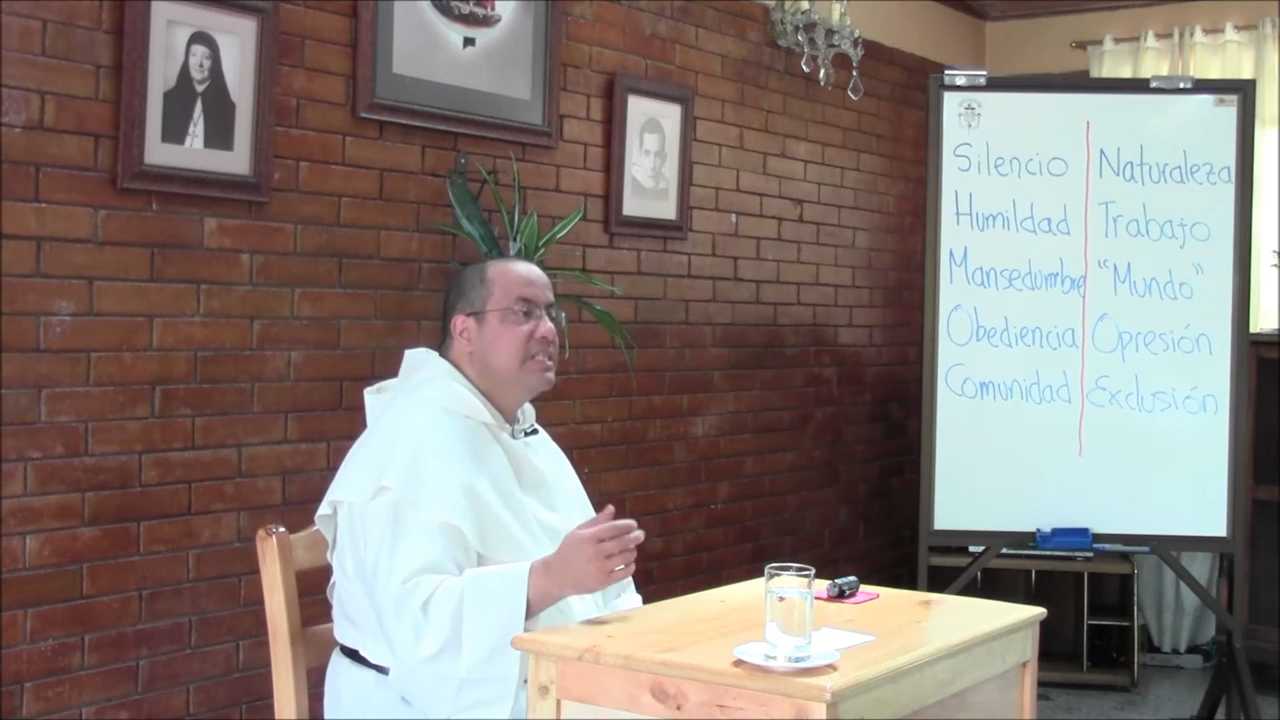 Silencio Naturaleza
Humildad Trabajo
Mansedumbre "Mundo"
Obediencia Opresión
Comunidad Exclusión